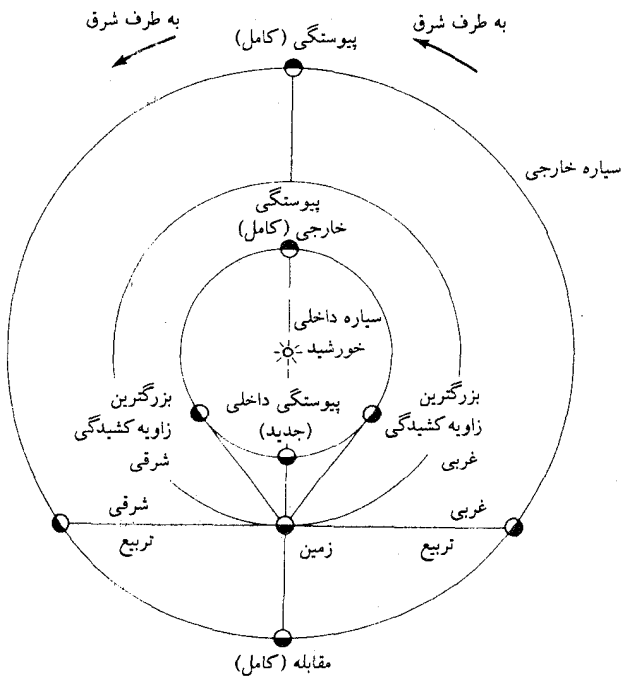 به طرف شرق
به طرف شرق
پیوستگی (کامل)
سیاره خارجی
پیوستگی
خارجی (کامل)
سیاره داخلی
خورشید
پیوستگی داخلی
(جدید)
بزرگترین
زاویه کشیدگی
غربی
بزرگترین
زاویه کشیدگی
شرقی
غربی
تربیع
زمین
شرقی
تربیع
مقابله (کامل)